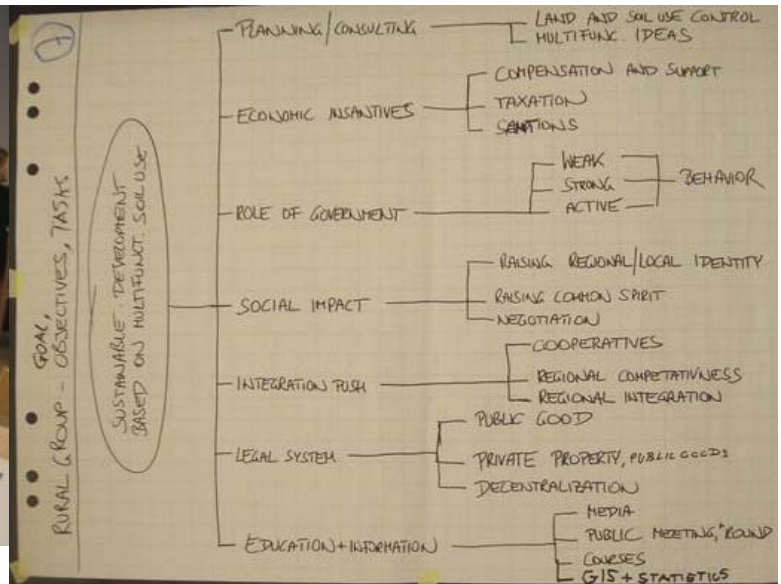 7
RURAL GROUP - GOAL, OBJECTIVES, TASKS
SUSTAINABLE DEVELOPMENT
BASED ON MULTIFUNCT. SOIL USE
PLANNING/CONSULTING
LAND AND SOIL USE CONTROL
MULTIFUNC. IDEAS
ECONOMIC INSANTIVES
COMPENSATION AND SUPPORT
TAXATION
SANTIONS
ROLE OF GOVERNMENT
WEAK
STRONG
ACTIVE
BEHAVIOR
SOCIAL IMPACT
RAISING REGIONAL/LOCAL IDENTITY
RAISING COMMON SPIRIT
NEGOTIATION
INTEGRATION PUSH
COOPERATIVES
REGIONAL COMPETATIVNESS
REGIONAL INTEGRATION
LEGAL SYSTEM
PUBLIC GOOD
PRIVATE PROPERTY, PUBLIC GOODS
DECENTRALIZATION
EDUCATION + INFORMATION
MEDIA
PUBLIC MEETING, "ROUND
COURSES
GIS + STATISTICS